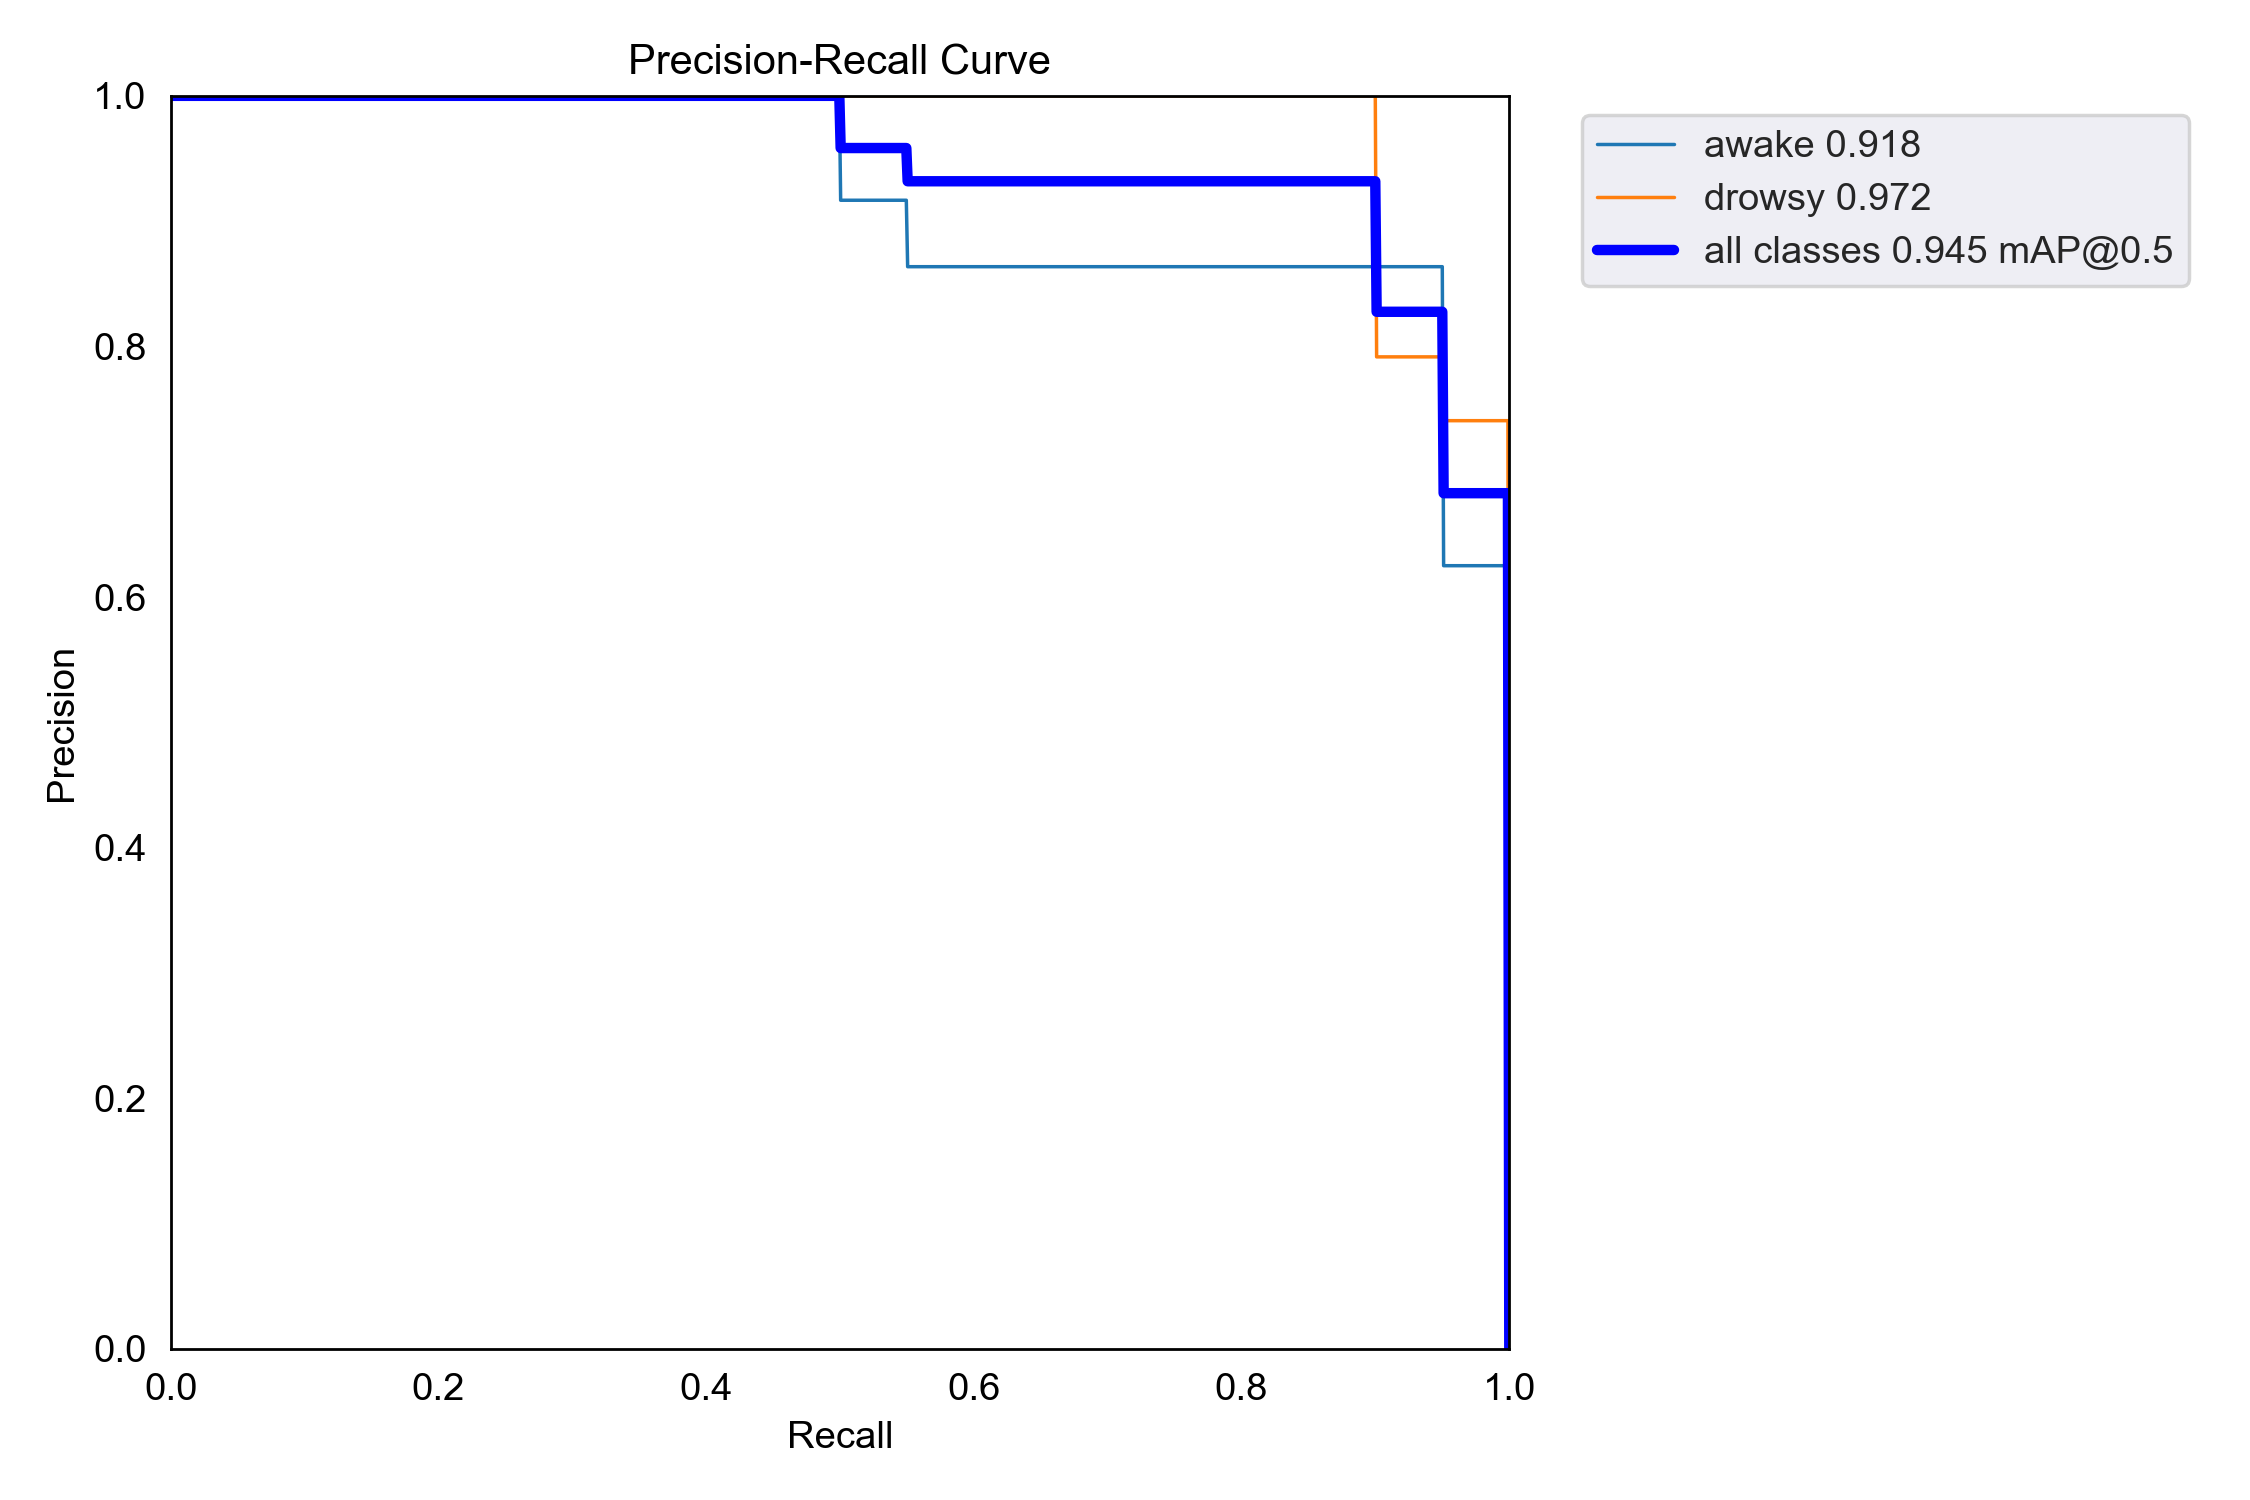 Precision-Recall Curve
1.0
0.8
0.6
0.4
0.2
0.0
Precision
0.0 0.2 0.4 0.6 0.8 1.0
Recall
awake 0.918
drowsy 0.972
all classes 0.945 mAP@0.5